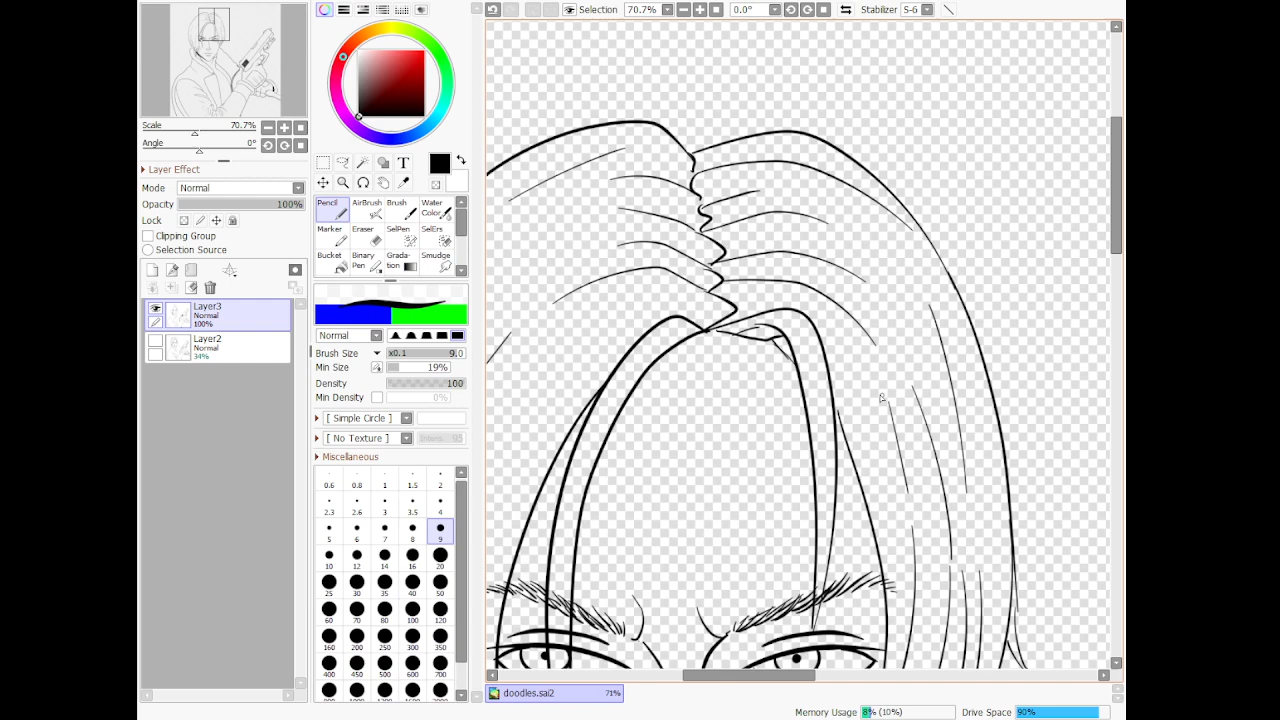 Selection 70.7% 0.0° Stabilizer S-6
Scale 70.7%
Angle 0°
Layer Effect
Mode Normal
Opacity 100%
Lock
Clipping Group
Selection Source
Layer3
Normal
100%
Layer2
Normal
34%
T
Pencil AirBrush Brush Water Color
Marker Eraser SelPen SelErs
Bucket Binary Pen Grada-tion Smudge
Normal
Brush Size x0.1 9.0
Min Size 19%
Density 100
Min Density 0%
[ Simple Circle ]
[ No Texture ] 95
Miscellaneous
0.6 0.8 1 1.5 2
2.3 2.6 3 3.5 4
5 6 7 8 9
10 12 14 16 20
25 30 35 40 50
60 70 80 100 120
160 200 250 300 350
400 450 500 600 700
doodles.sai2 71%
Memory Usage 8% (10%) Drive Space 90%